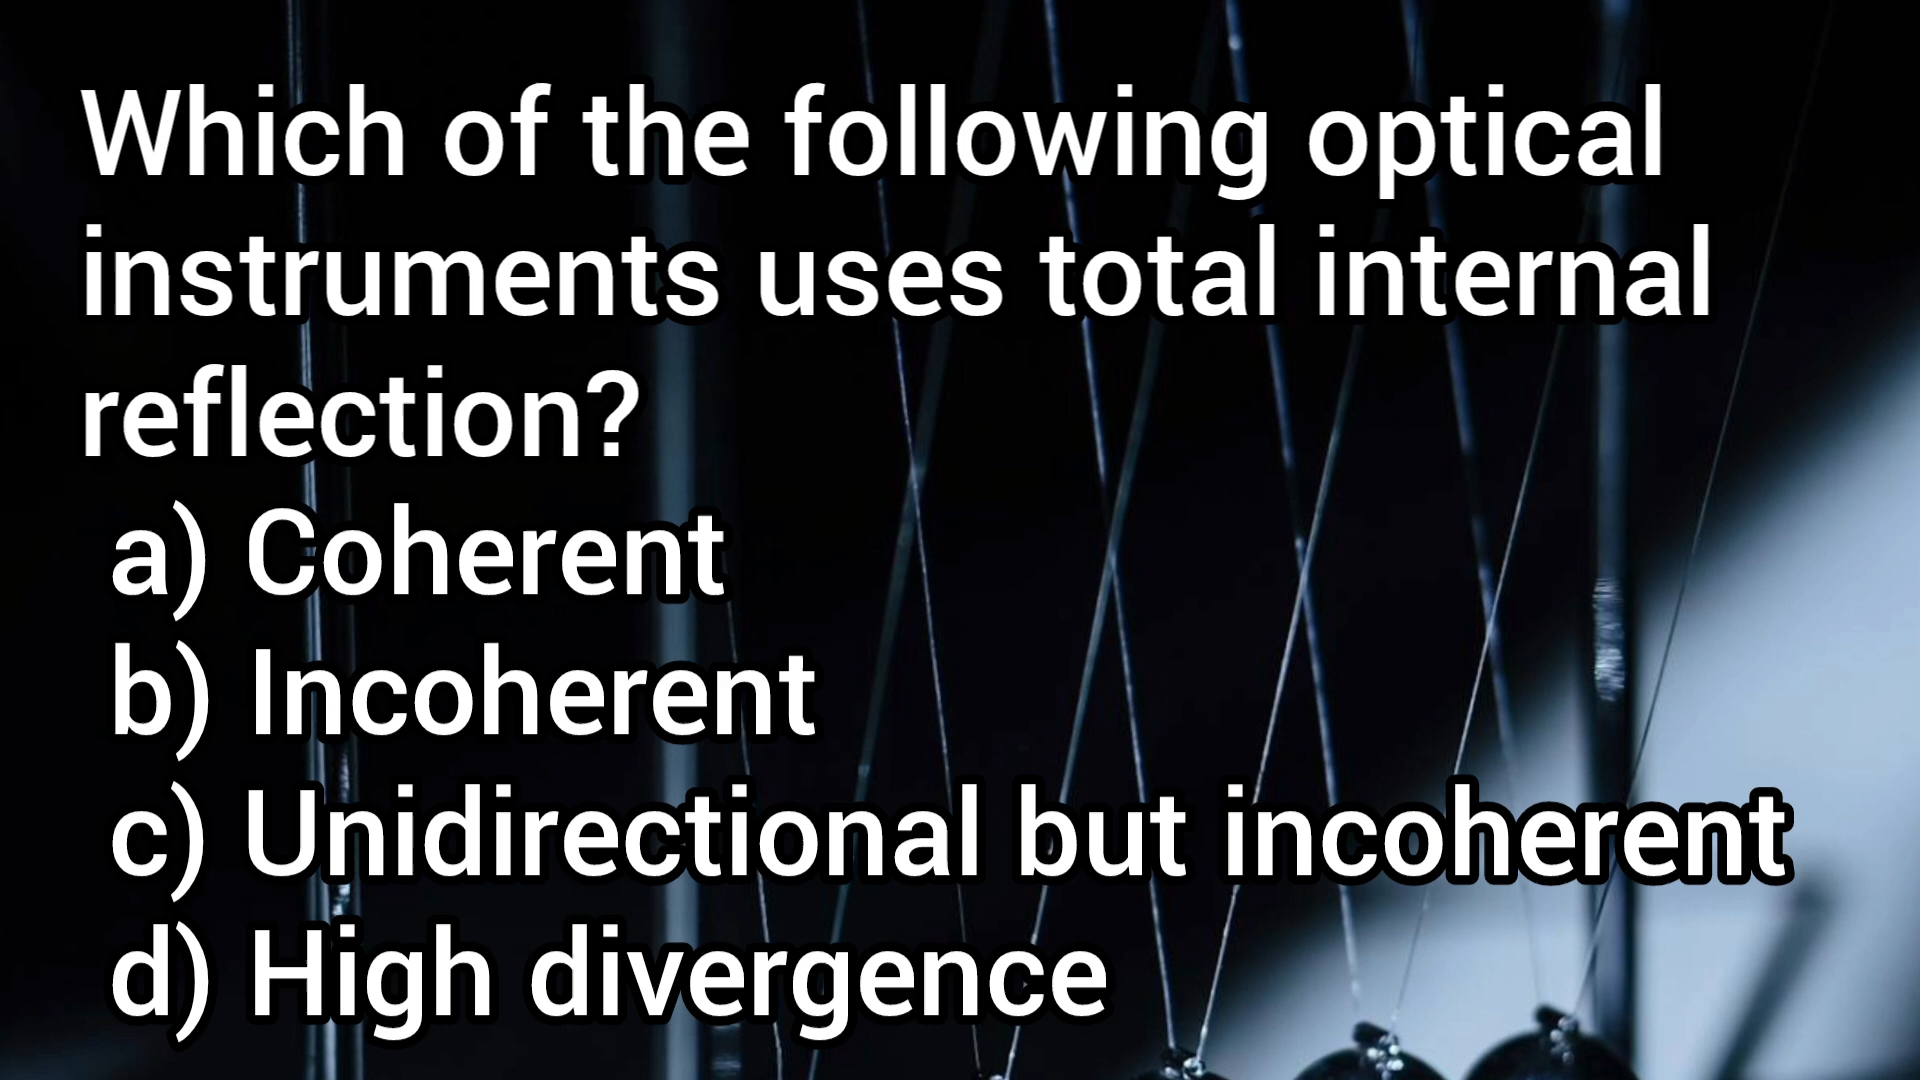 Which of the following optical
instruments uses total internal
reflection?
a) Coherent
b) Incoherent
c) Unidirectional but incoherent
d) High divergence